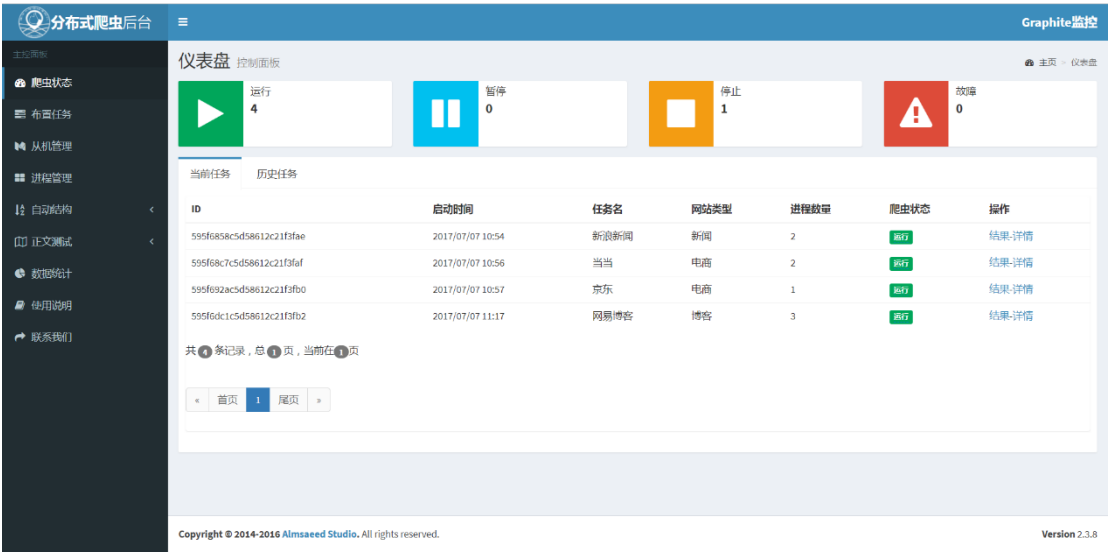 分布式爬虫后台
Graphite监控
主控面板
爬虫状态
布置任务
从机管理
进程管理
自动结构
正文测试
数据统计
使用说明
联系我们
仪表盘 控制面板
主页 > 仪表盘
运行
4
暂停
0
停止
1
故障
0
当前任务 历史任务
ID 启动时间 任务名 网站类型 进程数量 爬虫状态 操作
595f6858c5d58612c21f3fae 2017/07/07 10:54 新浪新闻 新闻 2 运行 结果-详情
595f68c7c5d58612c21f3faf 2017/07/07 10:56 当当 电商 2 运行 结果-详情
595f692ac5d58612c21f3fb0 2017/07/07 10:57 京东 电商 1 运行 结果-详情
595f6dc1c5d58612c21f3fb2 2017/07/07 11:17 网易博客 博客 3 运行 结果-详情
共 4 条记录，总 1 页，当前在 1 页
« 首页 1 尾页 »
Copyright © 2014-2016 Almsaeed Studio. All rights reserved.
Version 2.3.8